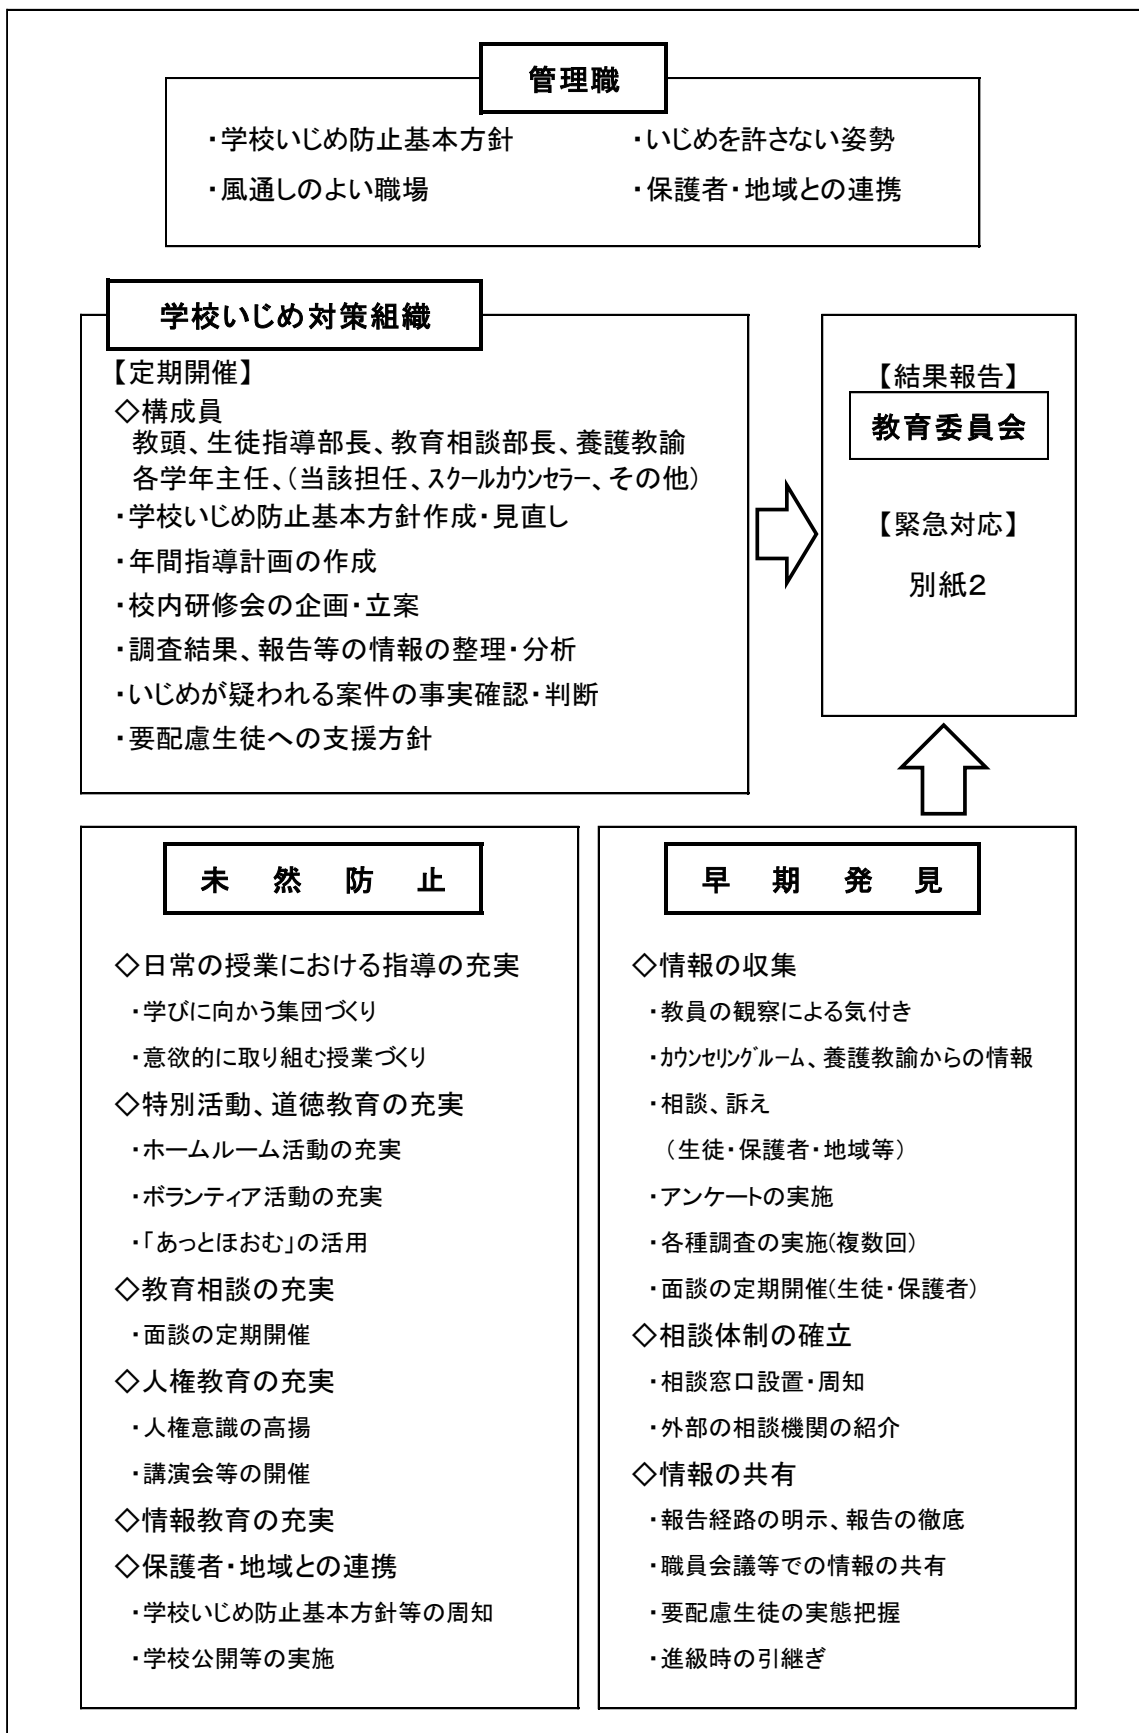 管理職
・学校いじめ防止基本方針
・いじめを許さない姿勢
・風通しのよい職場
・保護者・地域との連携
学校いじめ対策組織
【定期開催】
◇構成員
教頭、生徒指導部長、教育相談部長、養護教諭
各学年主任、(当該担任、ｽｸｰﾙｶｳﾝｾﾗｰ、その他)
・学校いじめ防止基本方針作成・見直し
・年間指導計画の作成
・校内研修会の企画・立案
・調査結果、報告等の情報の整理・分析
・いじめが疑われる案件の事実確認・判断
・要配慮生徒への支援方針
【結果報告】
教育委員会
【緊急対応】
別紙２
未然防止
◇日常の授業における指導の充実
・学びに向かう集団づくり
・意欲的に取り組む授業づくり
◇特別活動、道徳教育の充実
・ホームルーム活動の充実
・ボランティア活動の充実
・「あっとほおむ」の活用
◇教育相談の充実
・面談の定期開催
◇人権教育の充実
・人権意識の高揚
・講演会等の開催
◇情報教育の充実
◇保護者・地域との連携
・学校いじめ防止基本方針等の周知
・学校公開等の実施
早期発見
◇情報の収集
・教員の観察による気付き
・ｶｳﾝｾﾘﾝｸﾞﾙｰﾑ、養護教諭からの情報
・相談、訴え
（生徒・保護者・地域等）
・アンケートの実施
・各種調査の実施(複数回)
・面談の定期開催(生徒・保護者)
◇相談体制の確立
・相談窓口設置・周知
・外部の相談機関の紹介
◇情報の共有
・報告経路の明示、報告の徹底
・職員会議等での情報の共有
・要配慮生徒の実態把握
・進級時の引継ぎ